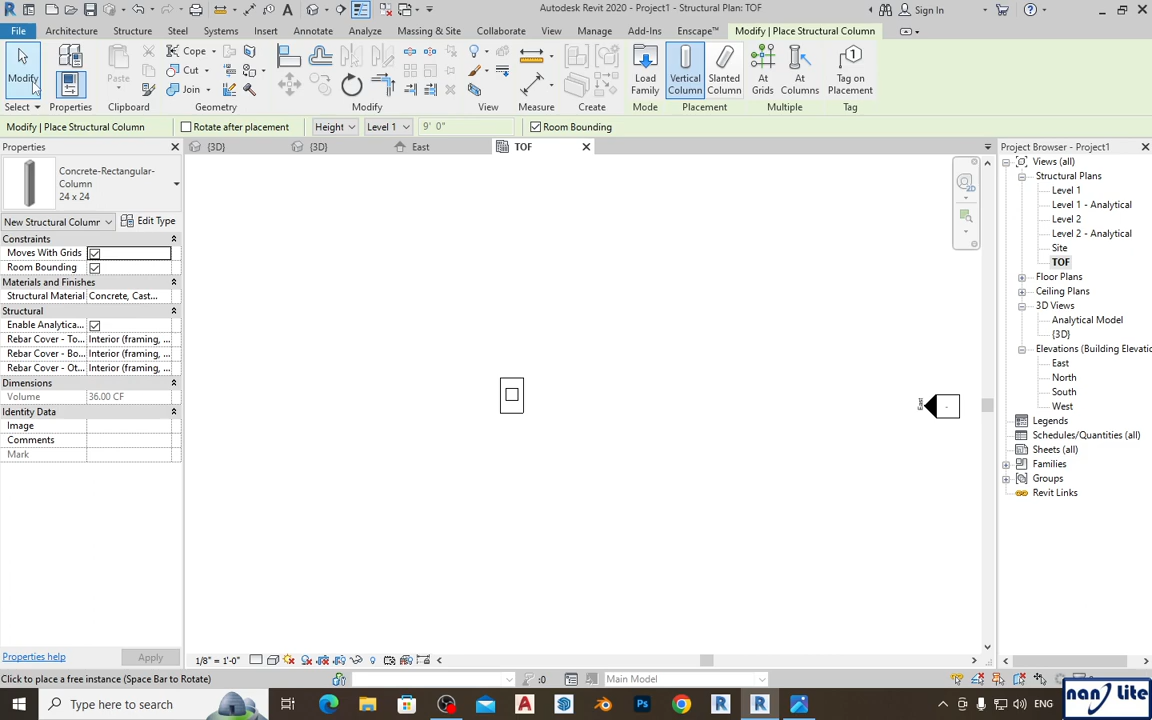 Autodesk Revit 2020 - Project1 - Structural Plan: TOF
Sign In
File Architecture Structure Steel Systems Insert Annotate Analyze Massing & Site Collaborate View Manage Add-Ins Enscape™ Modify | Place Structural Column
Modify
Paste
Cope
Cut
Join
Load Family
Vertical Column
Slanted Column
At Grids
At Columns
Tag on Placement
Select Properties Clipboard Geometry Modify View Measure Create Mode Placement Multiple Tag
Modify | Place Structural Column Rotate after placement Height Level 1 9' 0" Room Bounding
Properties
{3D} {3D} East TOF
Project Browser - Project1
Concrete-Rectangular-Column
24 x 24
New Structural Column Edit Type
Constraints
Moves With Grids
Room Bounding
Materials and Finishes
Structural Material Concrete, Cast...
Structural
Enable Analytica...
Rebar Cover - To... Interior (framing, ...
Rebar Cover - Bo... Interior (framing, ...
Rebar Cover - Ot... Interior (framing, ...
Dimensions
Volume 36.00 CF
Identity Data
Image
Comments
Mark
Properties help Apply
East
Views (all)
Structural Plans
Level 1
Level 1 - Analytical
Level 2
Level 2 - Analytical
Site
TOF
Floor Plans
Ceiling Plans
3D Views
Analytical Model
{3D}
Elevations (Building Elevatio
East
North
South
West
Legends
Schedules/Quantities (all)
Sheets (all)
Families
Groups
Revit Links
1/8" = 1'-0"
Click to place a free instance (Space Bar to Rotate)
:0
Main Model
Type here to search
ENG
nanJlite